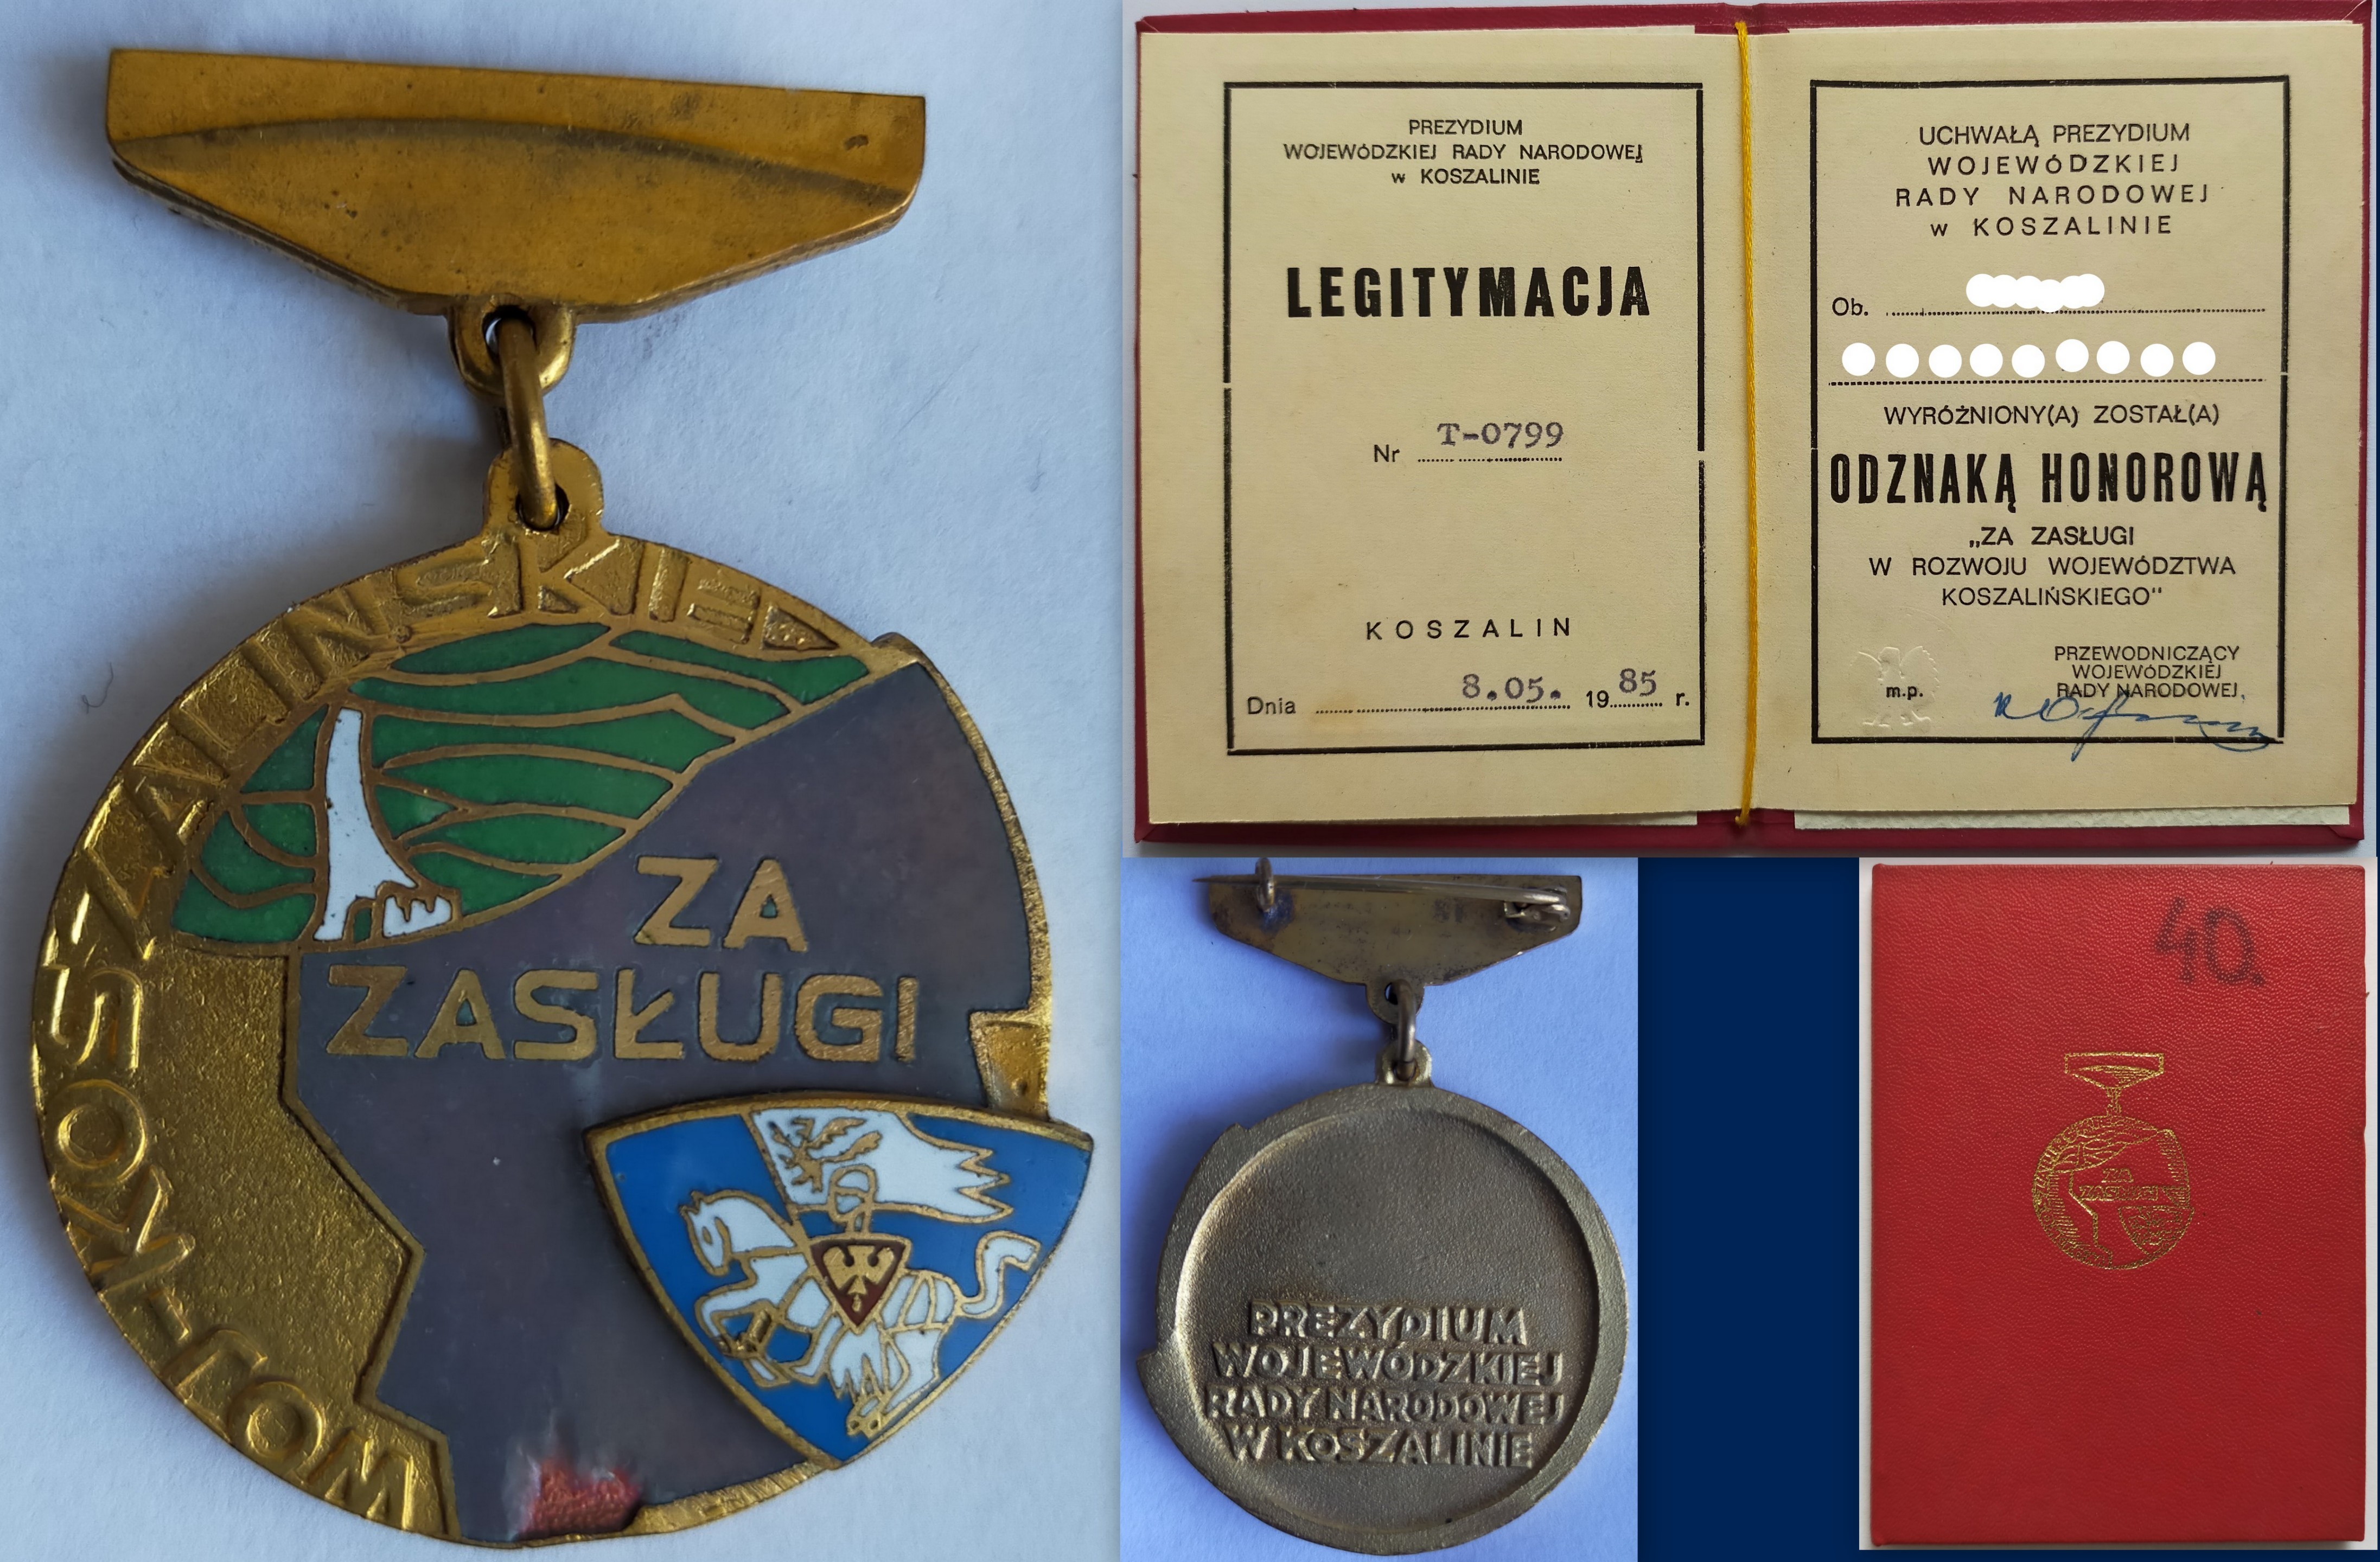 WOJ-KOSZALIŃSKIEGO
ZA
ZASŁUGI
PREZYDIUM
WOJEWÓDZKIEJ RADY NARODOWEJ
w KOSZALINIE
LEGITYMACJA
Nr T-0799
KOSZALIN
Dnia 8.05. 1985 r.
UCHWAŁĄ PREZYDIUM
WOJEWÓDZKIEJ
RADY NARODOWEJ
w KOSZALINIE
Ob.
WYRÓŻNIONY(A) ZOSTAŁ(A)
ODZNAKĄ HONOROWĄ
„ZA ZASŁUGI
W ROZWOJU WOJEWÓDZTWA
KOSZALIŃSKIEGO"
PRZEWODNICZĄCY
WOJEWÓDZKIEJ
RADY NARODOWEJ,
m.p.
PREZYDIUM
WOJEWÓDZKIEJ
RADY NARODOWEJ
W KOSZALINIE
40
ZA
ZASŁUGI